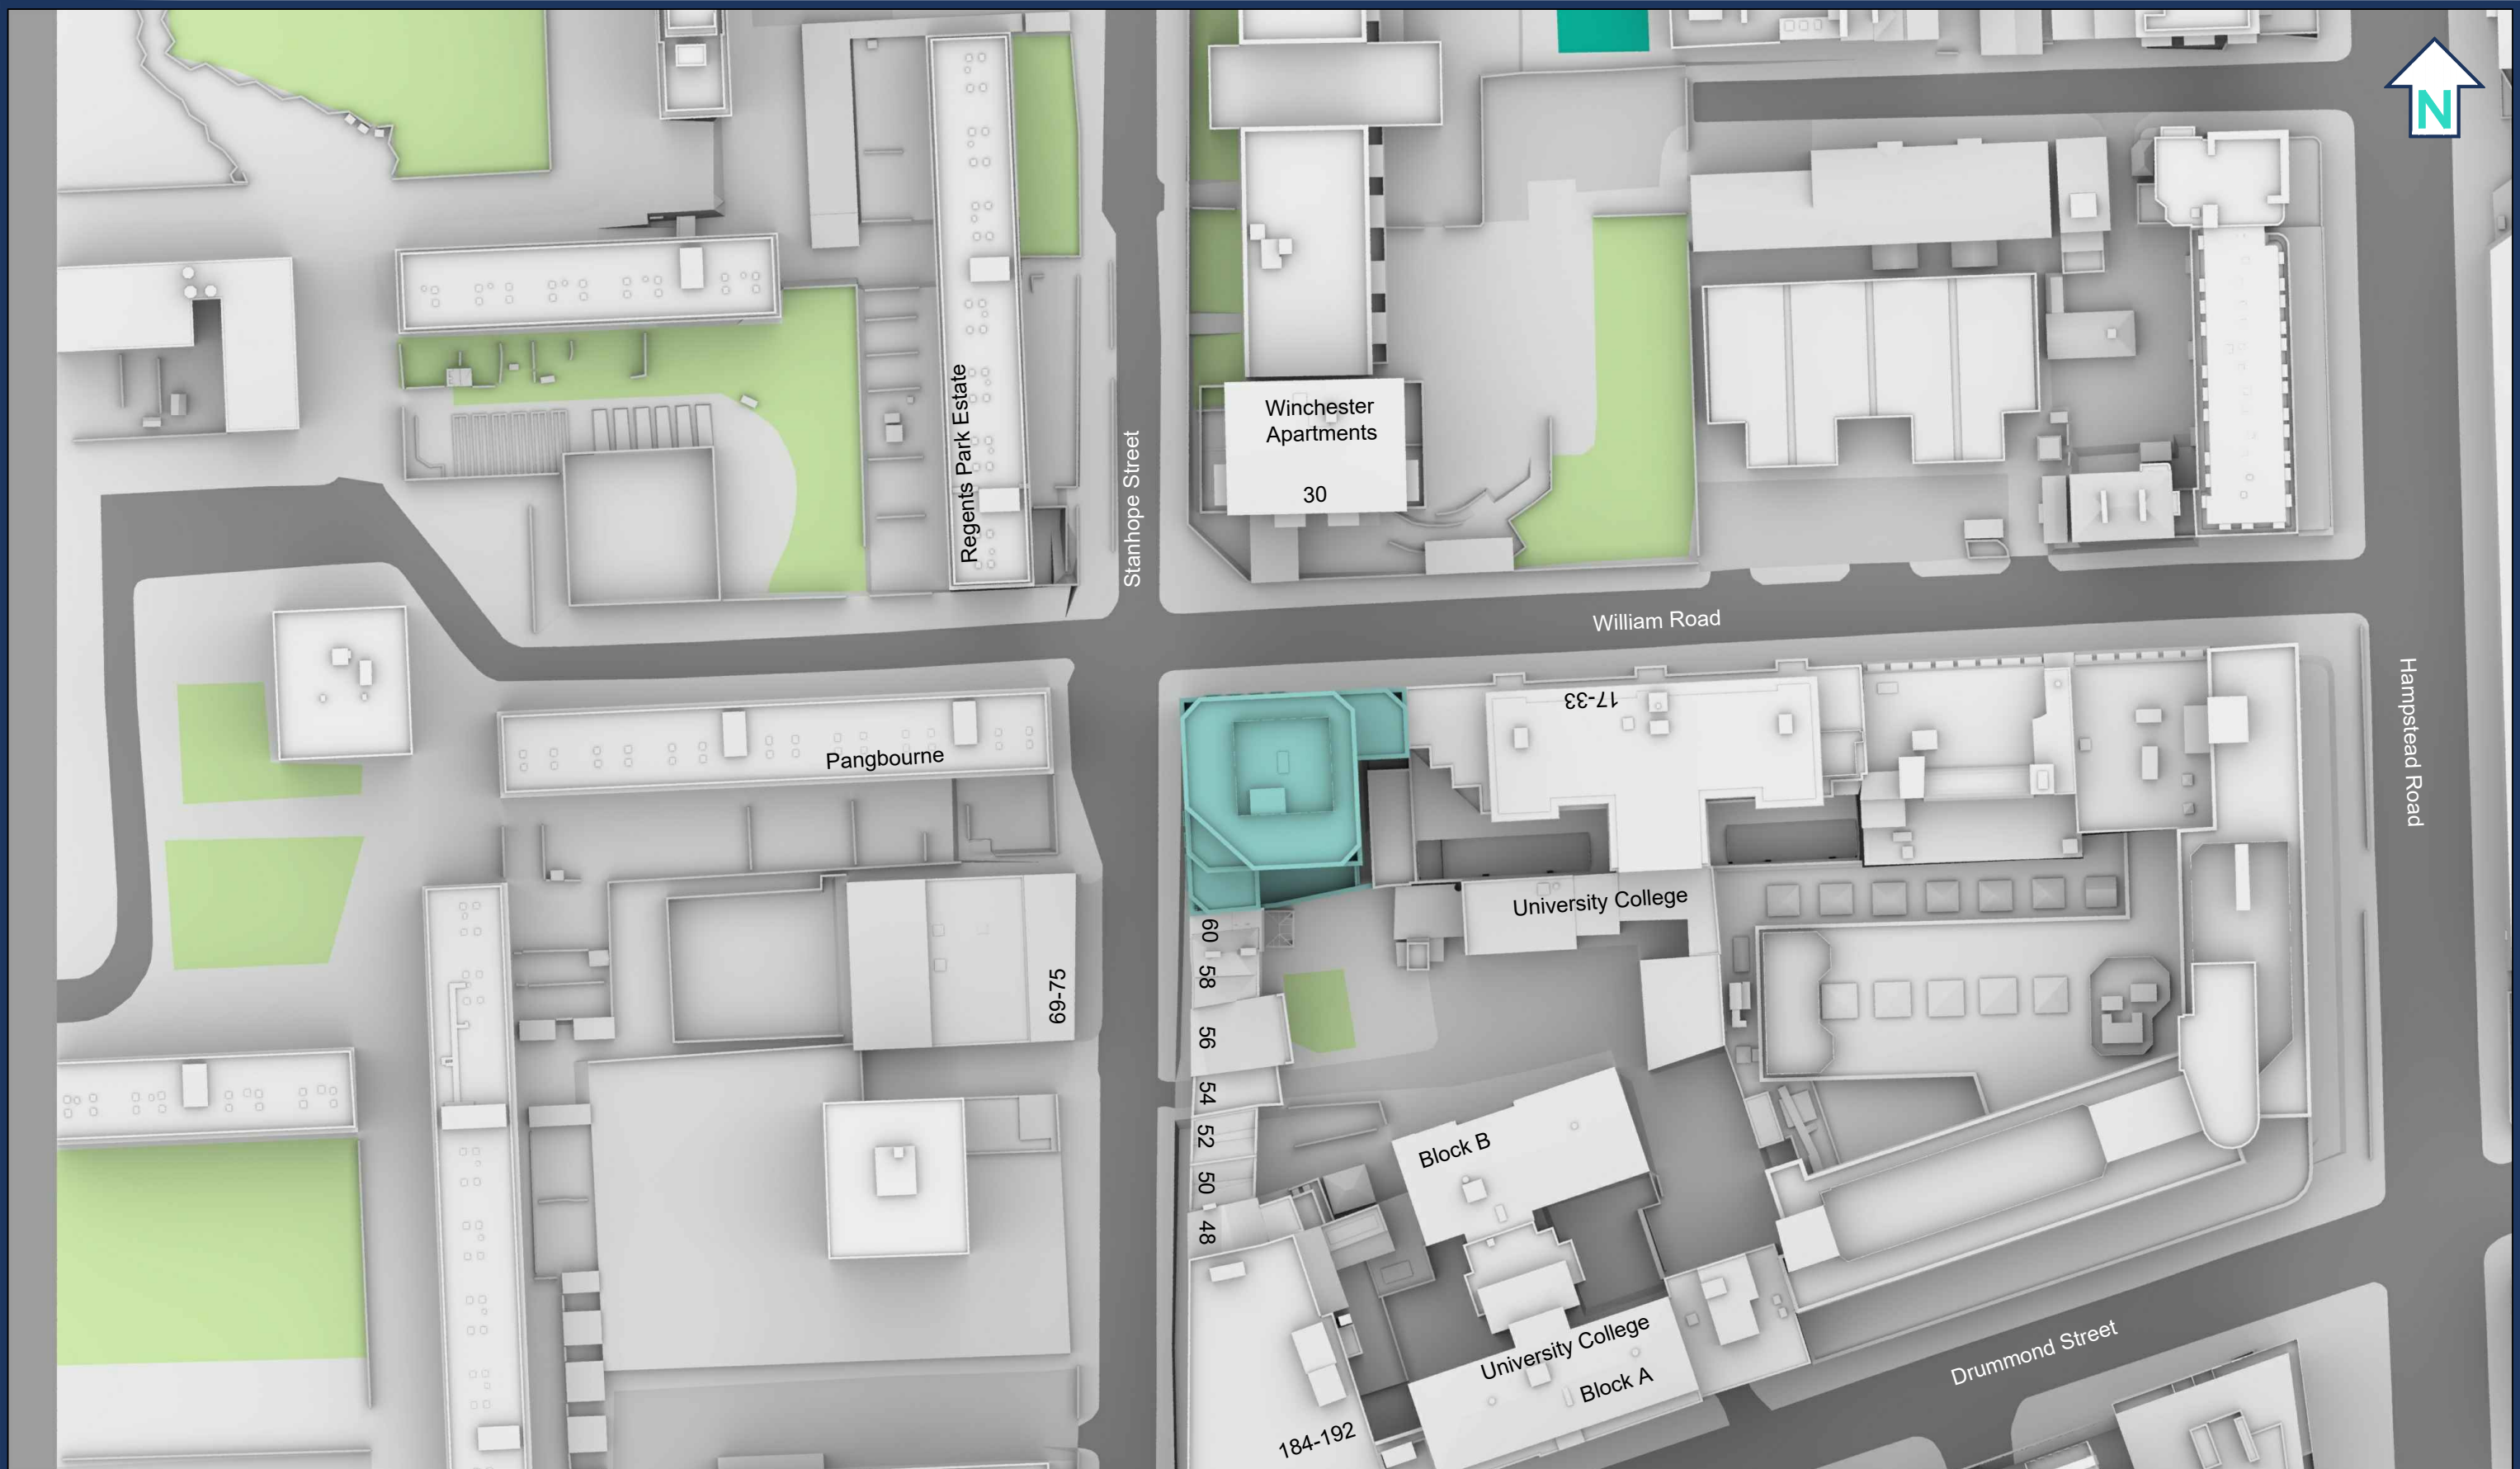 N
Winchester
Apartments
30
Regents Park Estate
Stanhope Street
William Road
Hampstead Road
17-33
Pangbourne
University College
60
58
56
54
52
50
48
69-75
Block B
University College
Block A
184-192
Drummond Street